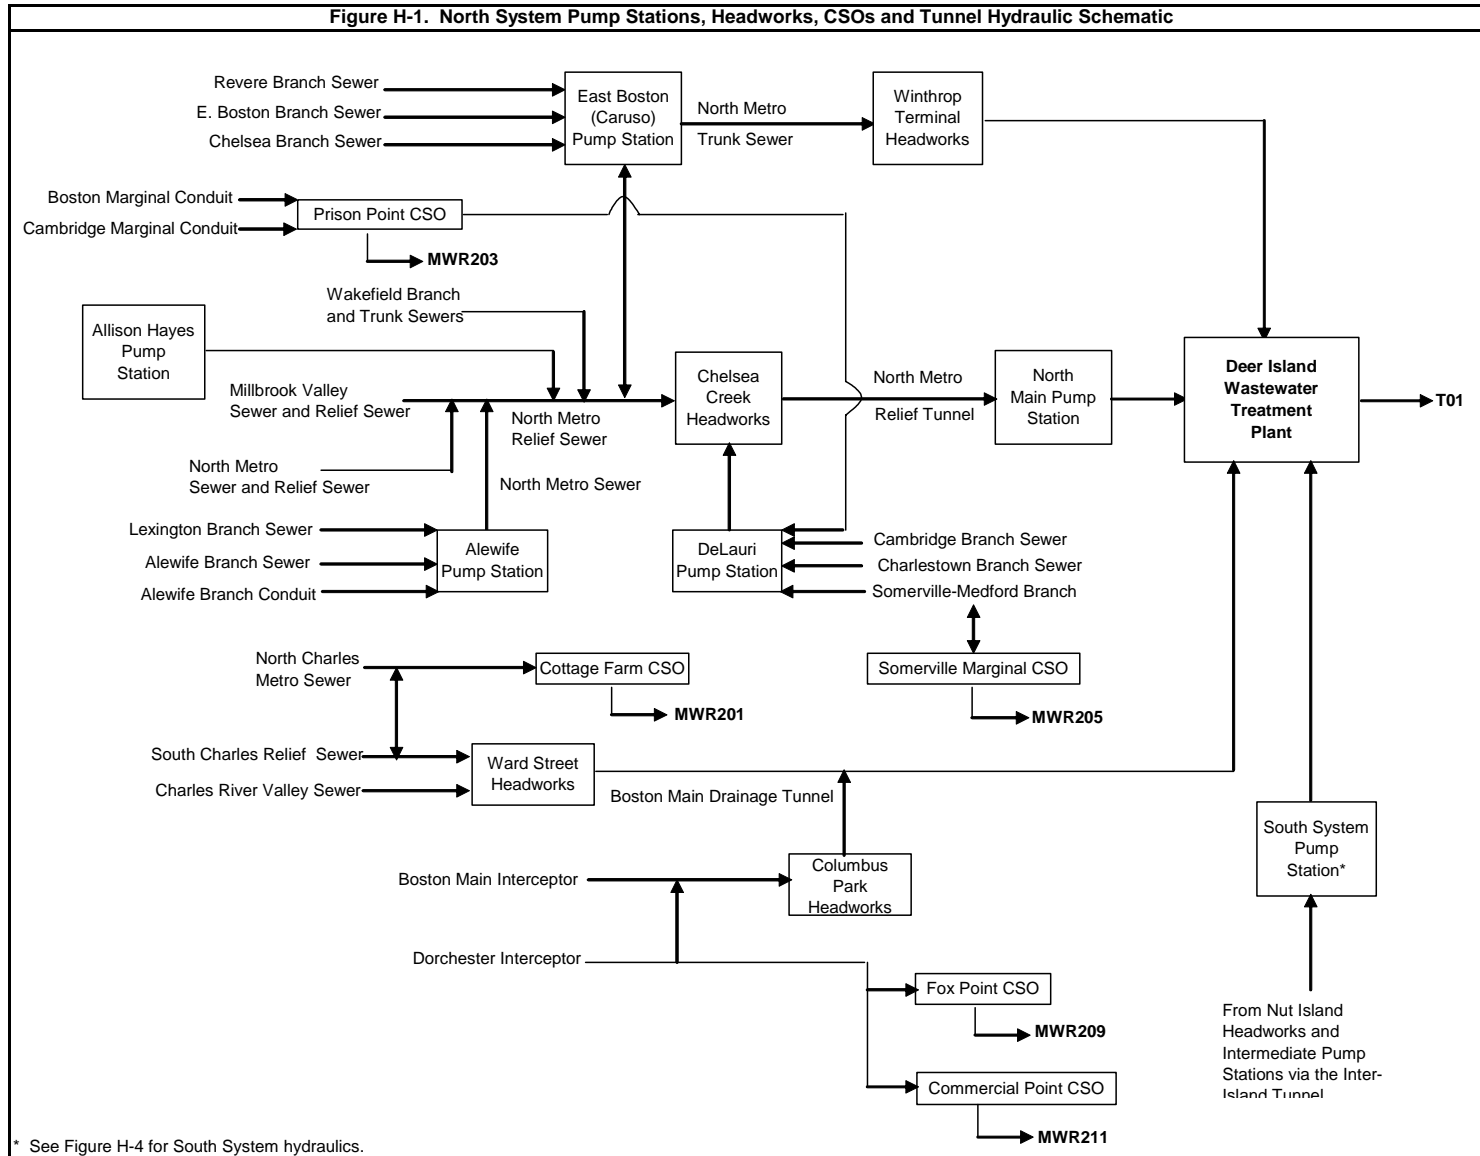 Figure H-1.  North System Pump Stations, Headworks, CSOs and Tunnel Hydraulic Schematic
Revere Branch Sewer
E. Boston Branch Sewer
Chelsea Branch Sewer
East Boston
(Caruso)
Pump Station
North Metro
Trunk Sewer
Winthrop
Terminal
Headworks
Boston Marginal Conduit
Cambridge Marginal Conduit
Prison Point CSO
MWR203
Wakefield Branch
and Trunk Sewers
Allison Hayes
Pump
Station
Millbrook Valley
Sewer and Relief Sewer
North Metro
Relief Sewer
Chelsea
Creek
Headworks
North Metro
Relief Tunnel
North
Main Pump
Station
Deer Island
Wastewater
Treatment
Plant
T01
North Metro
Sewer and Relief Sewer
North Metro Sewer
Lexington Branch Sewer
Alewife Branch Sewer
Alewife Branch Conduit
Alewife
Pump Station
DeLauri
Pump Station
Cambridge Branch Sewer
Charlestown Branch Sewer
Somerville-Medford Branch
North Charles
Metro Sewer
Cottage Farm CSO
MWR201
Somerville Marginal CSO
MWR205
South Charles Relief  Sewer
Charles River Valley Sewer
Ward Street
Headworks
Boston Main Drainage Tunnel
South System
Pump
Station*
Boston Main Interceptor
Columbus
Park
Headworks
Dorchester Interceptor
Fox Point CSO
MWR209
Commercial Point CSO
MWR211
From Nut Island
Headworks and
Intermediate Pump
Stations via the Inter-
Island Tunnel
* See Figure H-4 for South System hydraulics.